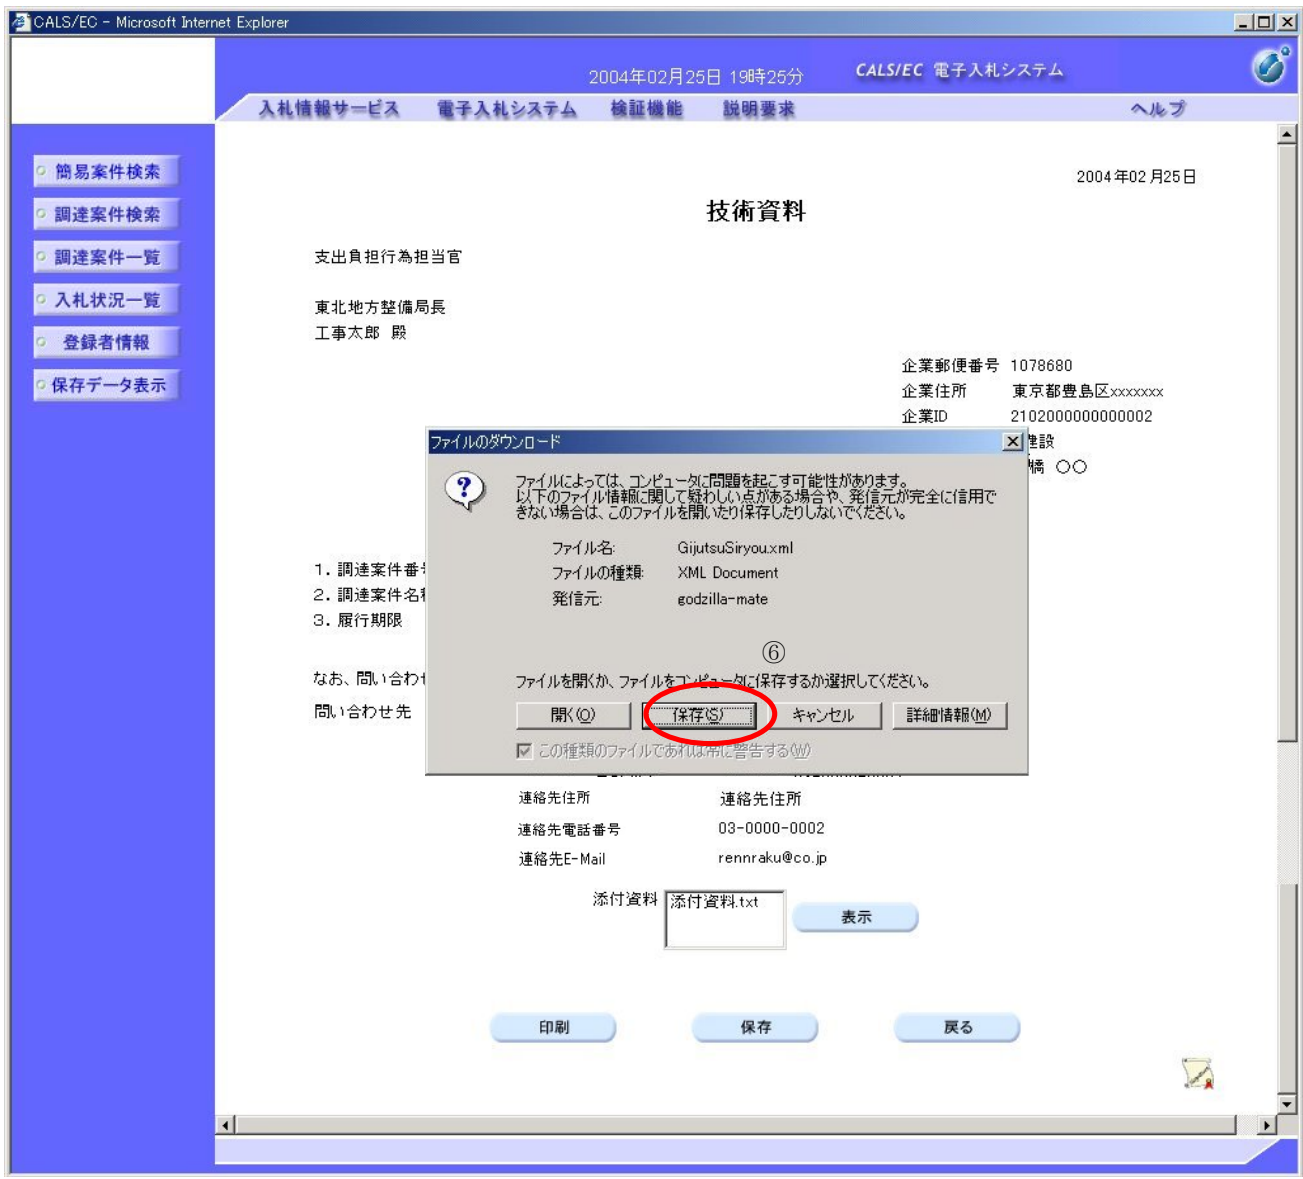 CALS/EC - Microsoft Internet Explorer
2004年02月25日 19時25分
CALS/EC 電子入札システム
入札情報サービス 電子入札システム 検証機能 説明要求 ヘルプ
簡易案件検索
調達案件検索
調達案件一覧
入札状況一覧
登録者情報
保存データ表示
2004年02月25日
技術資料
支出負担行為担当官
東北地方整備局長
工事太郎 殿
企業郵便番号 1078680
企業住所 東京都豊島区xxxxxxx
企業ID 2102000000000002
建設
橋 ○○
1. 調達案件番
2. 調達案件名
3. 履行期限
なお、問い合わ
問い合わせ先
ファイルのダウンロード
ファイルによっては、コンピュータに問題を起こす可能性があります。
以下のファイル情報に関して疑わしい点がある場合や、発信元が完全に信用で
きない場合は、このファイルを開いたり保存したりしないでください。
ファイル名: GijutsuSiryou.xml
ファイルの種類: XML Document
発信元: godzilla-mate
⑥
ファイルを開くか、ファイルをコンピュータに保存するか選択してください。
開く(O) 保存(S) キャンセル 詳細情報(M)
この種類のファイルであれば常に警告する(W)
連絡先住所 連絡先住所
連絡先電話番号 03-0000-0002
連絡先E-Mail rennraku@co.jp
添付資料 添付資料.txt 表示
印刷 保存 戻る